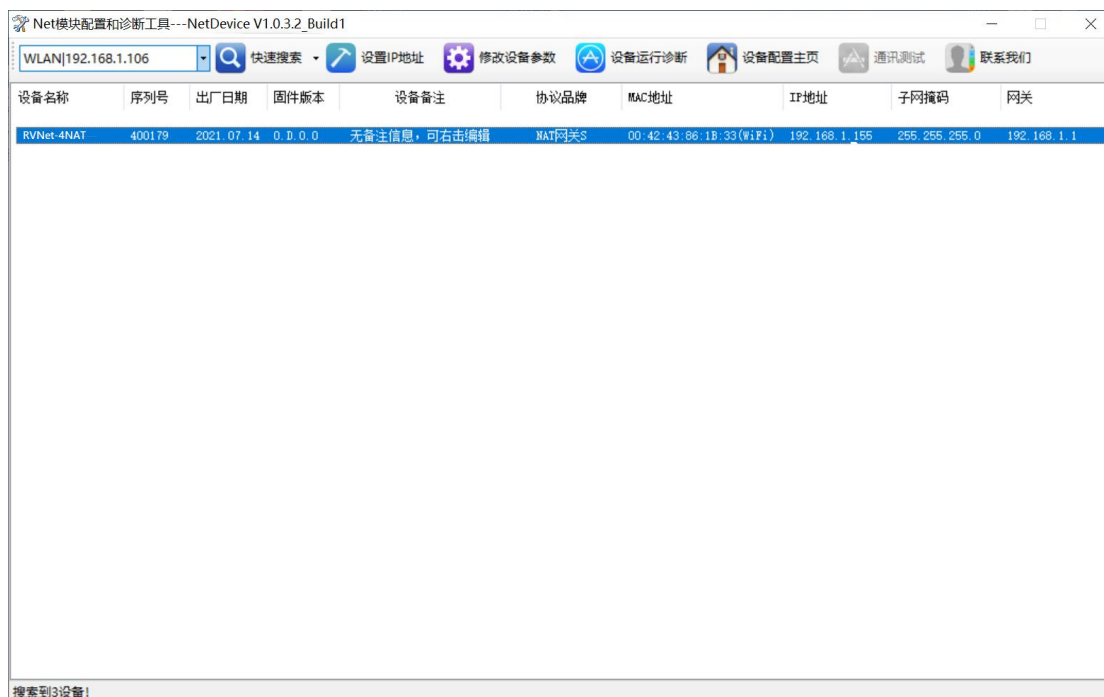 Net模块配置和诊断工具---NetDevice V1.0.3.2_Build1
WLAN|192.168.1.106 快速搜索 设置IP地址 修改设备参数 设备运行诊断 设备配置主页 通讯测试 联系我们
设备名称 序列号 出厂日期 固件版本 设备备注 协议品牌 MAC地址 IP地址 子网掩码 网关
RVNet-4NAT 400179 2021.07.14 0.D.0.0 无备注信息，可右击编辑 NAT网关S 00:42:43:86:1B:33(WiFi) 192.168.1.155 255.255.255.0 192.168.1.1
搜索到3设备!